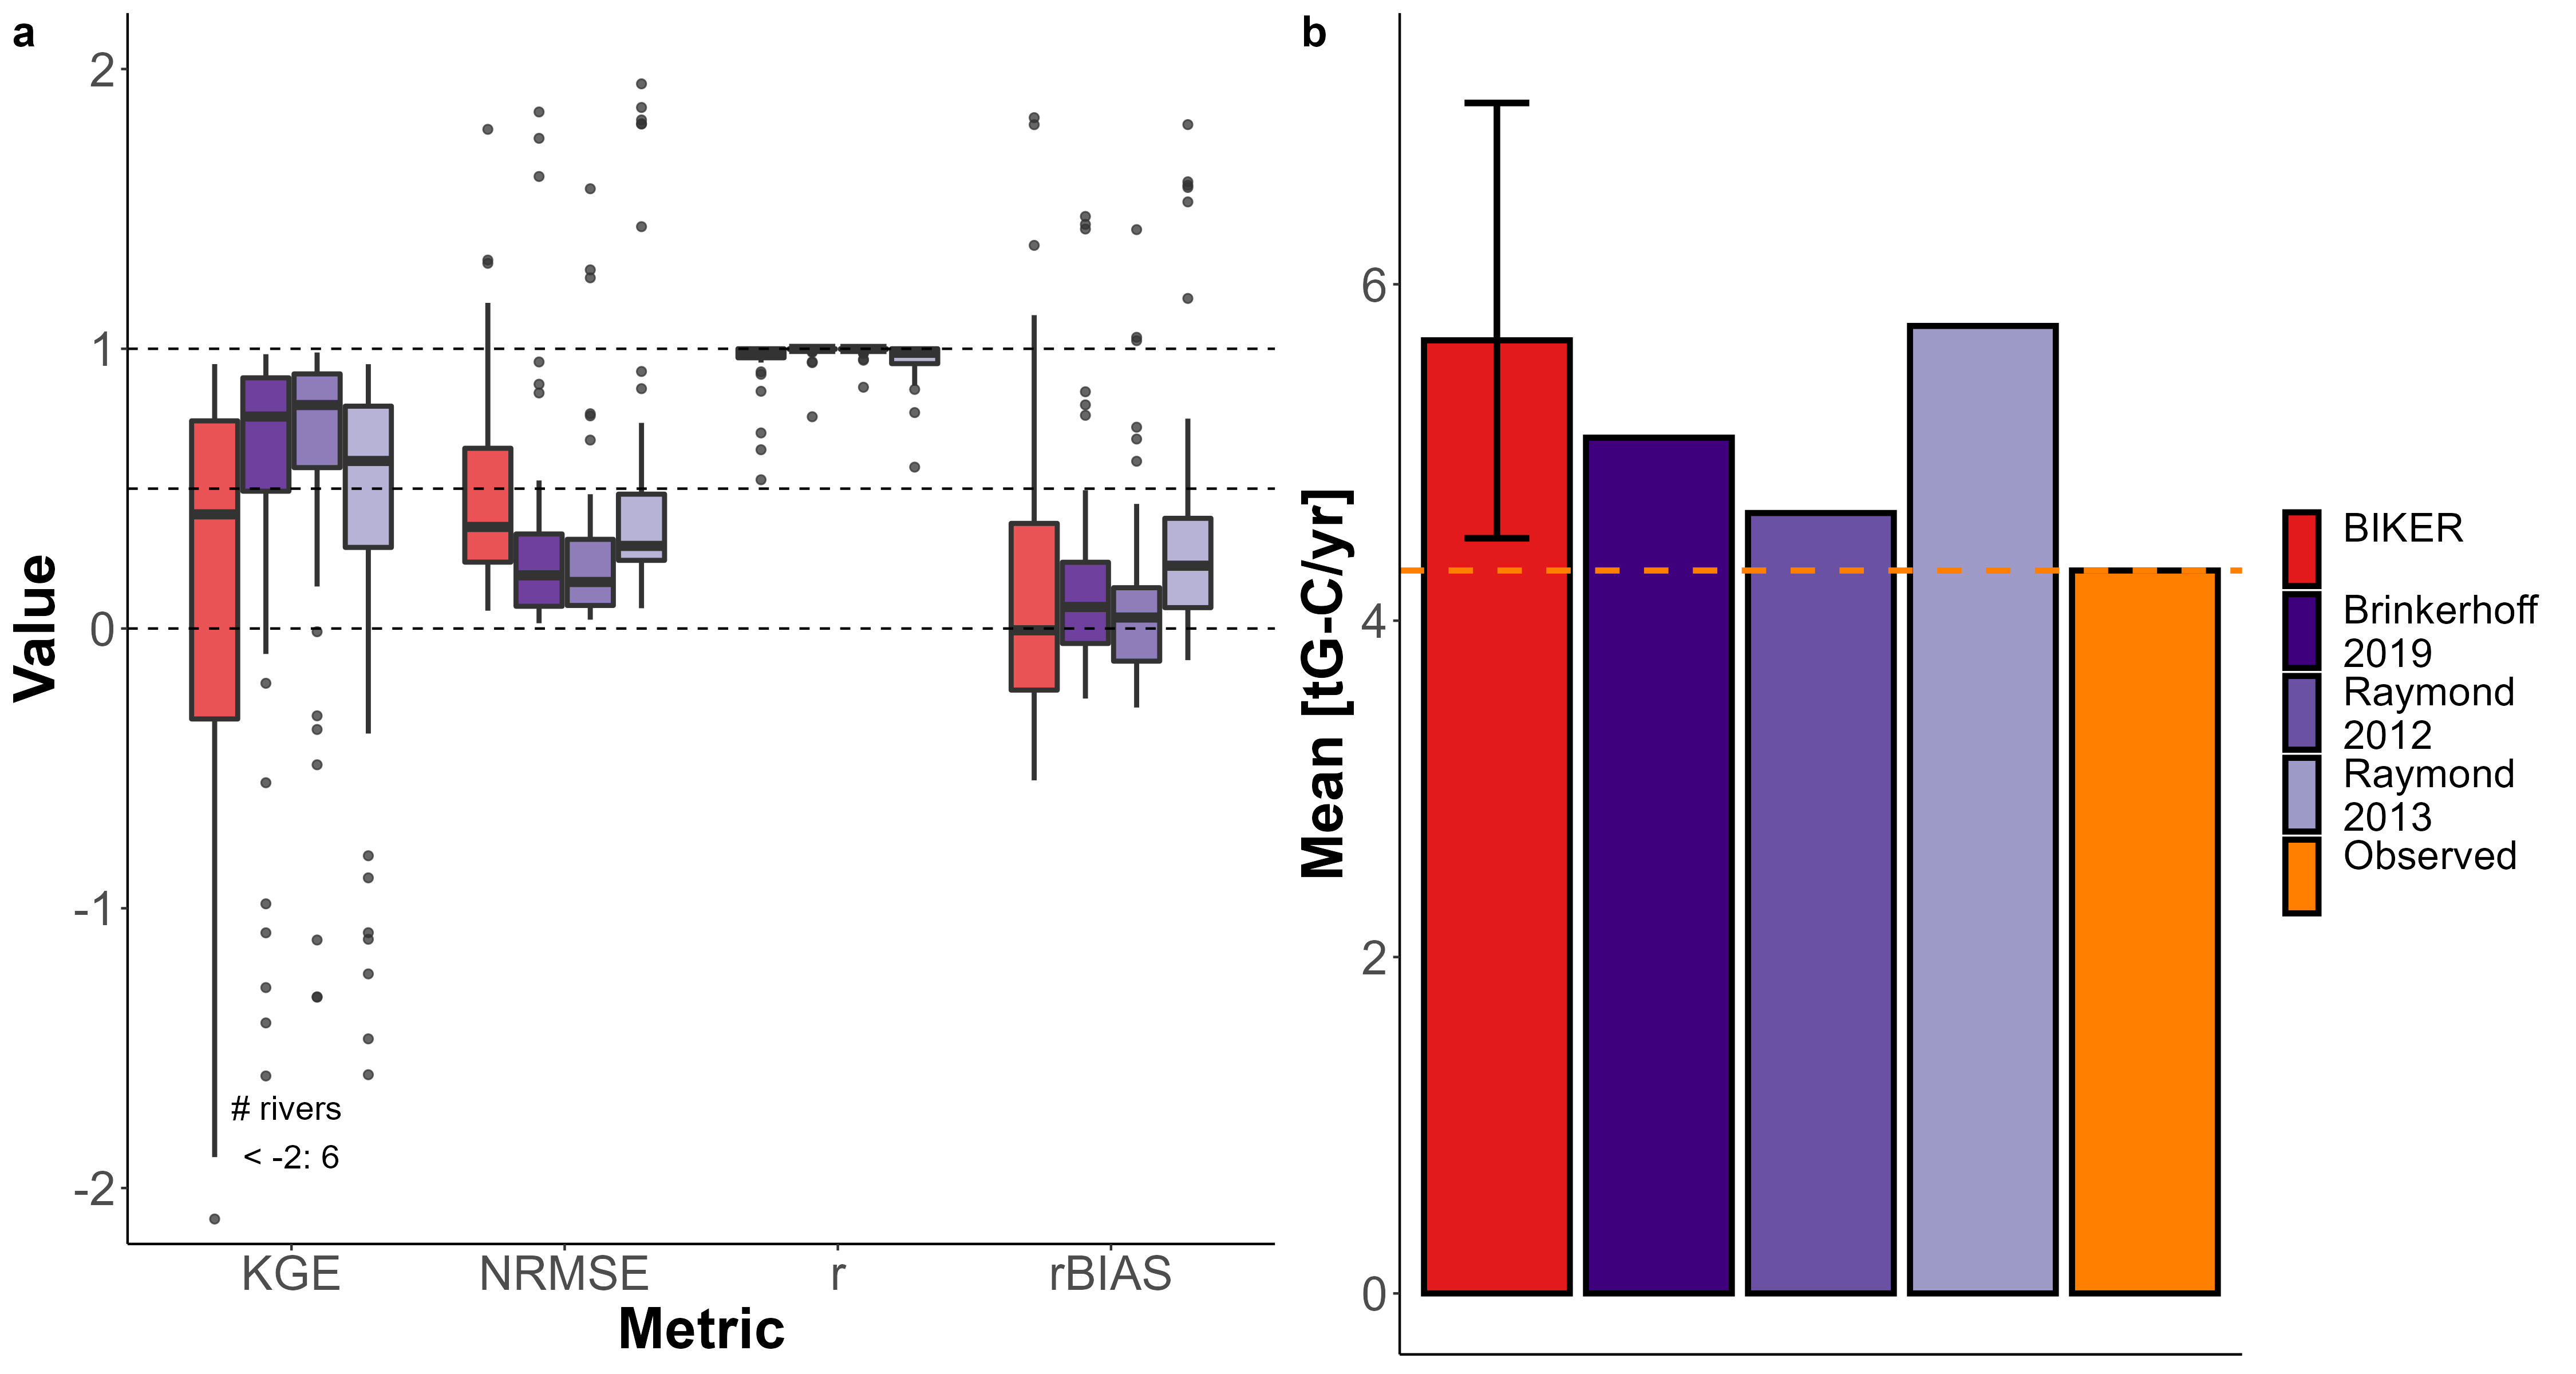 a
Value
2
1
0
-1
-2
# rivers
< -2: 6
KGE
NRMSE
r
rBIAS
Metric
b
Mean [tG-C/yr]
6
4
2
0
BIKER
Brinkerhoff
2019
Raymond
2012
Raymond
2013
Observed